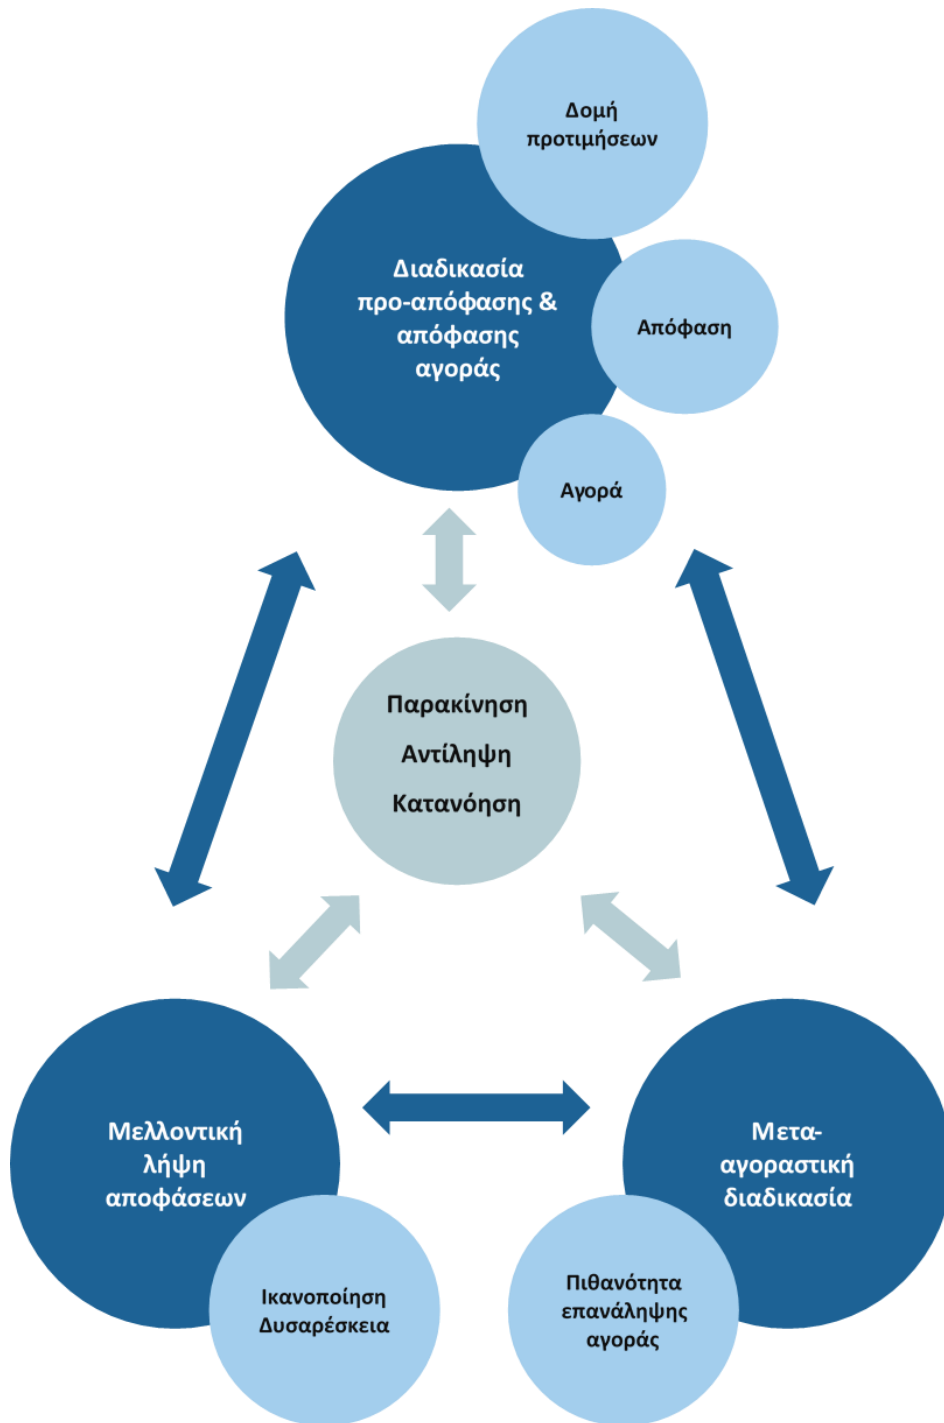 Δομή
προτιμήσεων
Διαδικασία
προ-απόφασης &
απόφασης
αγοράς
Απόφαση
Αγορά
Παρακίνηση
Αντίληψη
Κατανόηση
Μελλοντική
λήψη
αποφάσεων
Μετα-
αγοραστική
διαδικασία
Ικανοποίηση
Δυσαρέσκεια
Πιθανότητα
επανάληψης
αγοράς